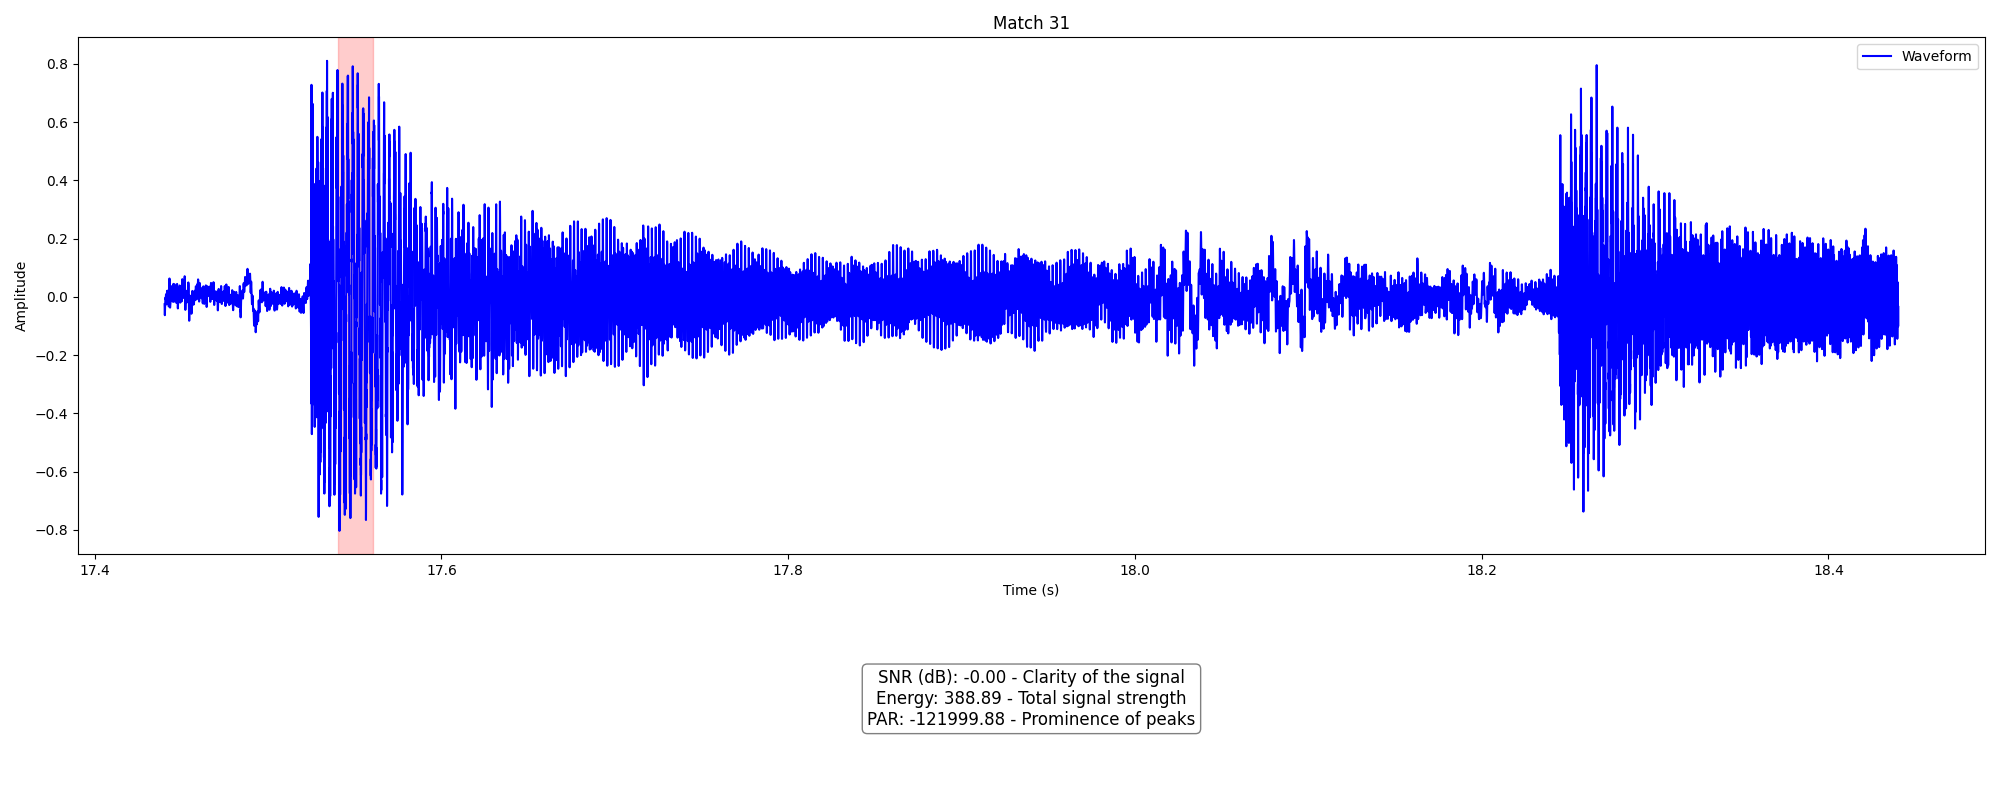 Match 31
Waveform
0.8
0.6
0.4
0.2
0.0
−0.2
−0.4
−0.6
−0.8
Amplitude
17.4 17.6 17.8 18.0 18.2 18.4
Time (s)
SNR (dB): -0.00 - Clarity of the signal
Energy: 388.89 - Total signal strength
PAR: -121999.88 - Prominence of peaks